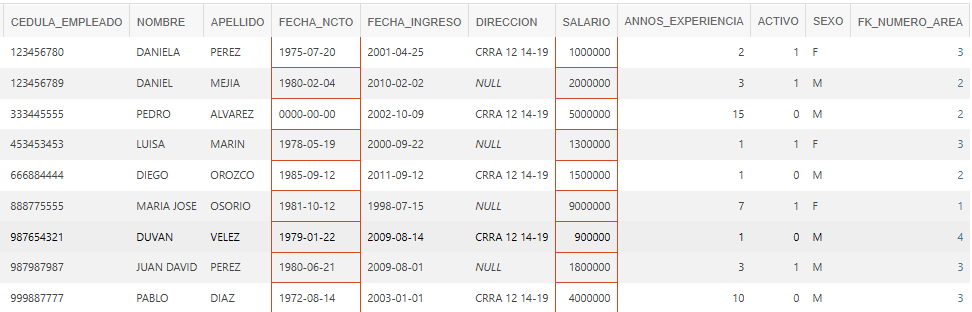 CEDULA_EMPLEADO NOMBRE APELLIDO FECHA_NCTO FECHA_INGRESO DIRECCION SALARIO ANNOS_EXPERIENCIA ACTIVO SEXO FK_NUMERO_AREA
123456780 DANIELA PEREZ 1975-07-20 2001-04-25 CRRA 12 14-19 1000000 2 1 F 3
123456789 DANIEL MEJIA 1980-02-04 2010-02-02 NULL 2000000 3 1 M 2
333445555 PEDRO ALVAREZ 0000-00-00 2002-10-09 CRRA 12 14-19 5000000 15 0 M 2
453453453 LUISA MARIN 1978-05-19 2000-09-22 NULL 1300000 1 1 F 3
666884444 DIEGO OROZCO 1985-09-12 2011-09-12 CRRA 12 14-19 1500000 1 0 M 2
888775555 MARIA JOSE OSORIO 1981-10-12 1998-07-15 NULL 9000000 7 1 F 1
987654321 DUVAN VELEZ 1979-01-22 2009-08-14 CRRA 12 14-19 900000 1 0 M 4
987987987 JUAN DAVID PEREZ 1980-06-21 2009-08-01 NULL 1800000 3 1 M 3
999887777 PABLO DIAZ 1972-08-14 2003-01-01 CRRA 12 14-19 4000000 10 0 M 3